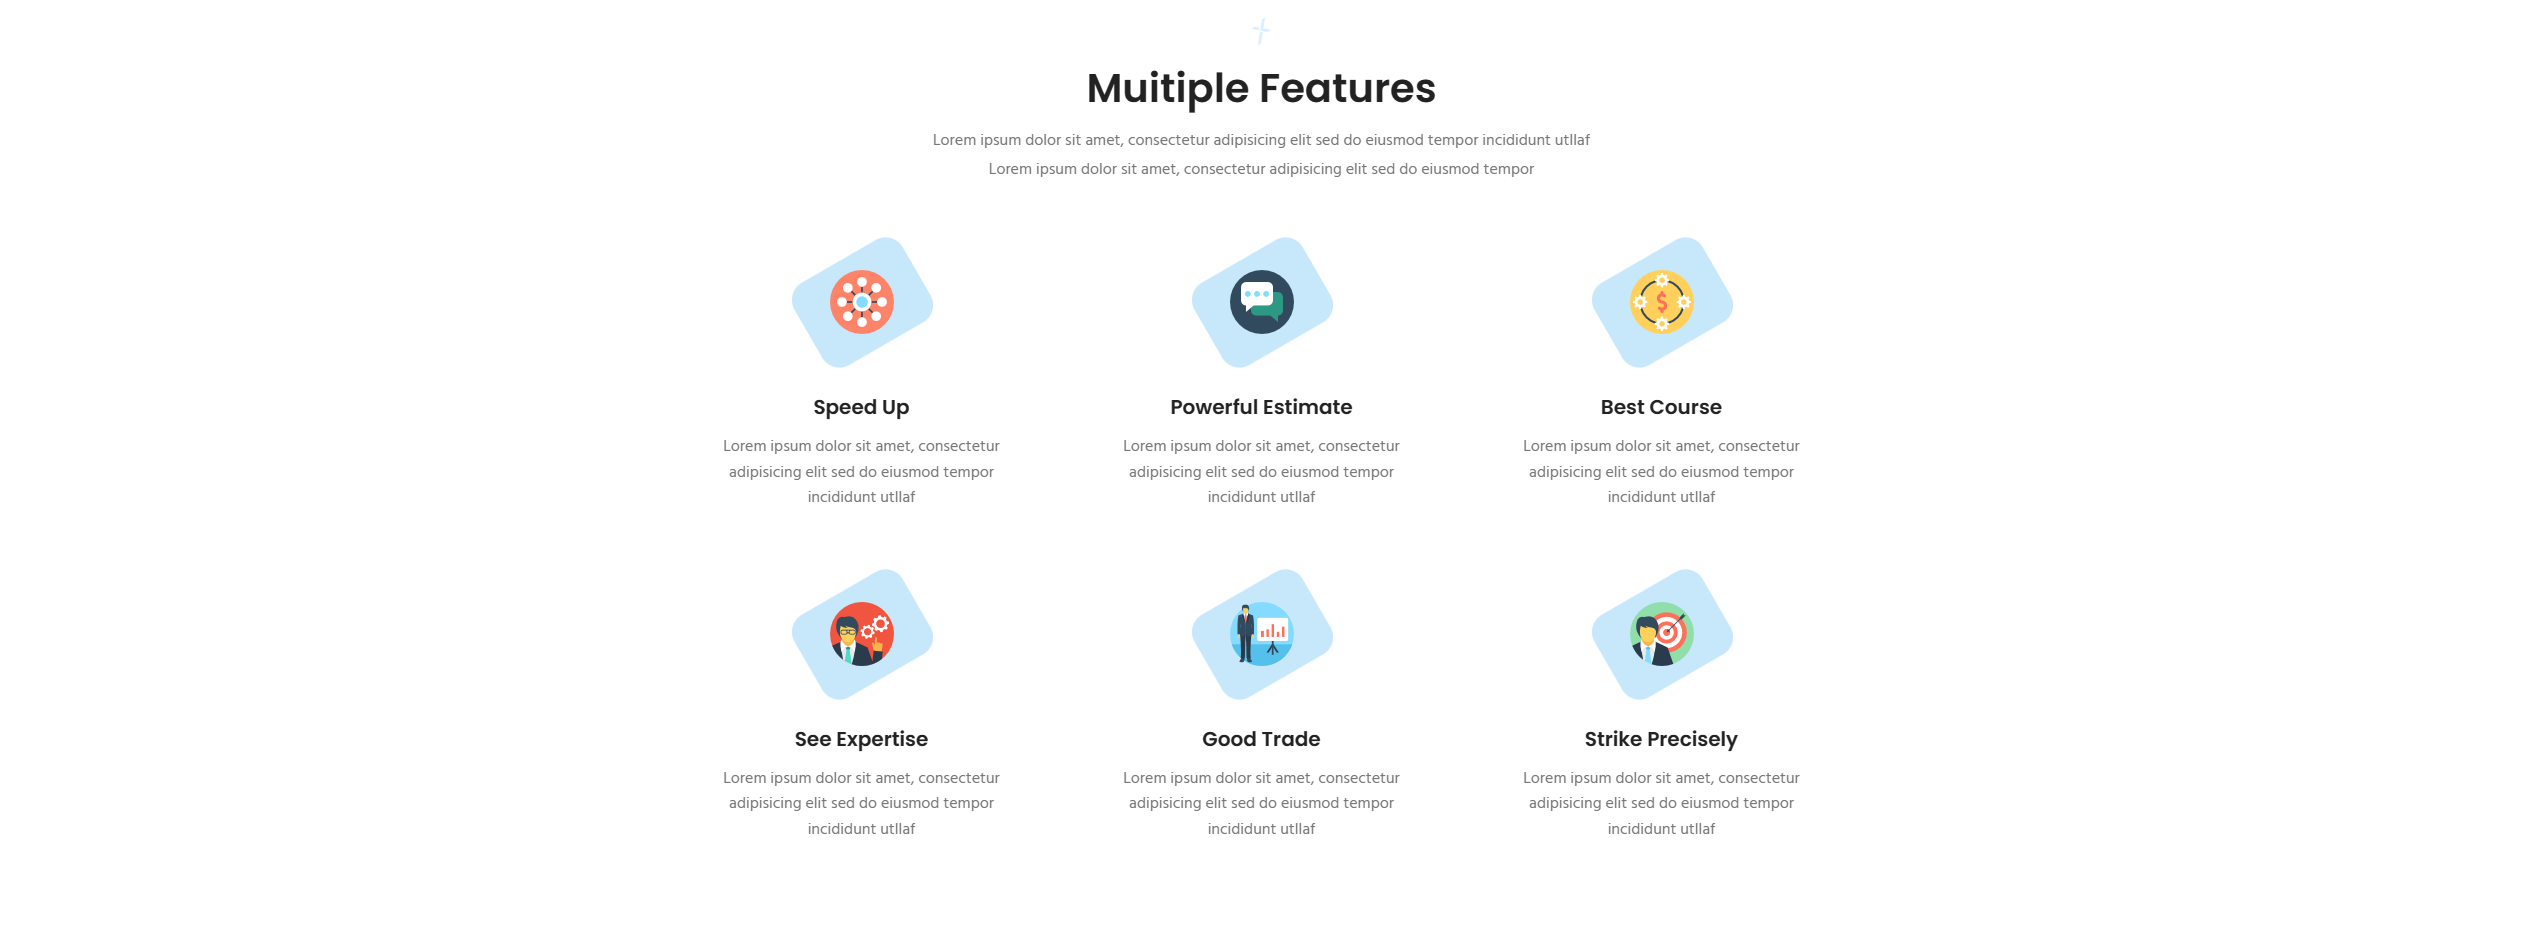 Muitiple Features
Lorem ipsum dolor sit amet, consectetur adipisicing elit sed do eiusmod tempor incididunt utllaf
Lorem ipsum dolor sit amet, consectetur adipisicing elit sed do eiusmod tempor
Speed Up
Lorem ipsum dolor sit amet, consectetur
adipisicing elit sed do eiusmod tempor
incididunt utllaf
Powerful Estimate
Lorem ipsum dolor sit amet, consectetur
adipisicing elit sed do eiusmod tempor
incididunt utllaf
$
Best Course
Lorem ipsum dolor sit amet, consectetur
adipisicing elit sed do eiusmod tempor
incididunt utllaf
See Expertise
Lorem ipsum dolor sit amet, consectetur
adipisicing elit sed do eiusmod tempor
incididunt utllaf
Good Trade
Lorem ipsum dolor sit amet, consectetur
adipisicing elit sed do eiusmod tempor
incididunt utllaf
Strike Precisely
Lorem ipsum dolor sit amet, consectetur
adipisicing elit sed do eiusmod tempor
incididunt utllaf